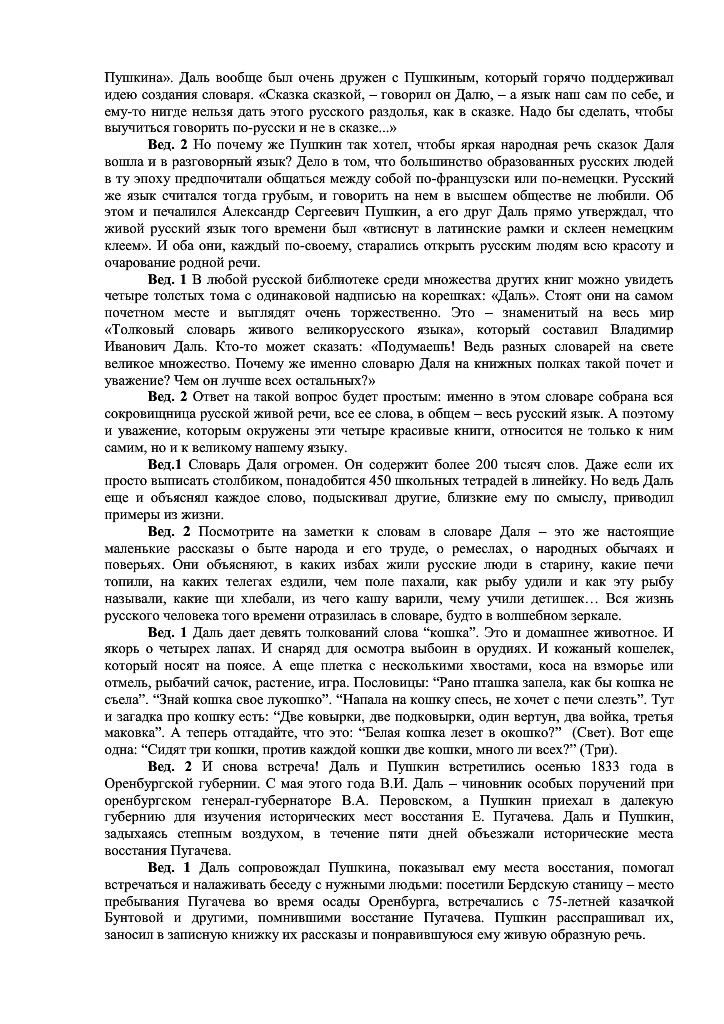 Пушкина». Даль вообще был очень дружен с Пушкиным, который горячо поддерживал
идею создания словаря. «Сказка сказкой, – говорил он Далю, – а язык наш сам по себе, и
ему-то нигде нельзя дать этого русского раздолья, как в сказке. Надо бы сделать, чтобы
выучиться говорить по-русски и не в сказке...»
Вед. 2 Но почему же Пушкин так хотел, чтобы яркая народная речь сказок Даля
вошла и в разговорный язык? Дело в том, что большинство образованных русских людей
в ту эпоху предпочитали общаться между собой по-французски или по-немецки. Русский
же язык считался тогда грубым, и говорить на нем в высшем обществе не любили. Об
этом и печалился Александр Сергеевич Пушкин, а его друг Даль прямо утверждал, что
живой русский язык того времени был «втиснут в латинские рамки и склеен немецким
клеем». И оба они, каждый по-своему, старались открыть русским людям всю красоту и
очарование родной речи.
Вед. 1 В любой русской библиотеке среди множества других книг можно увидеть
четыре толстых тома с одинаковой надписью на корешках: «Даль». Стоят они на самом
почетном месте и выглядят очень торжественно. Это – знаменитый на весь мир
«Толковый словарь живого великорусского языка», который составил Владимир
Иванович Даль. Кто-то может сказать: «Подумаешь! Ведь разных словарей на свете
великое множество. Почему же именно словарю Даля на книжных полках такой почет и
уважение? Чем он лучше всех остальных?»
Вед. 2 Ответ на такой вопрос будет простым: именно в этом словаре собрана вся
сокровищница русской живой речи, все ее слова, в общем – весь русский язык. А поэтому
и уважение, которым окружены эти четыре красивые книги, относится не только к ним
самим, но и к великому нашему языку.
Вед.1 Словарь Даля огромен. Он содержит более 200 тысяч слов. Даже если их
просто выписать столбиком, понадобится 450 школьных тетрадей в линейку. Но ведь Даль
еще и объяснял каждое слово, подыскивал другие, близкие ему по смыслу, приводил
примеры из жизни.
Вед. 2 Посмотрите на заметки к словам в словаре Даля – это же настоящие
маленькие рассказы о быте народа и его труде, о ремеслах, о народных обычаях и
поверьях. Они объясняют, в каких избах жили русские люди в старину, какие печи
топили, на каких телегах ездили, чем поле пахали, как рыбу удили и как эту рыбу
называли, какие щи хлебали, из чего кашу варили, чему учили детишек… Вся жизнь
русского человека того времени отразилась в словаре, будто в волшебном зеркале.
Вед. 1 Даль дает девять толкований слова “кошка”. Это и домашнее животное. И
якорь о четырех лапах. И снаряд для осмотра выбоин в орудиях. И кожаный кошелек,
который носят на поясе. А еще плетка с несколькими хвостами, коса на взморье или
отмель, рыбачий сачок, растение, игра. Пословицы: “Рано пташка запела, как бы кошка не
съела”. “Знай кошка свое лукошко”. “Напала на кошку спесь, не хочет с печи слезть”. Тут
и загадка про кошку есть: “Две ковырки, две подковырки, один вертун, два войка, третья
маковка”. А теперь отгадайте, что это: “Белая кошка лезет в окошко?” (Свет). Вот еще
одна: “Сидят три кошки, против каждой кошки две кошки, много ли всех?” (Три).
Вед. 2 И снова встреча! Даль и Пушкин встретились осенью 1833 года в
Оренбургской губернии. С мая этого года В.И. Даль – чиновник особых поручений при
оренбургском генерал-губернаторе В.А. Перовском, а Пушкин приехал в далекую
губернию для изучения исторических мест восстания Е. Пугачева. Даль и Пушкин,
задыхаясь степным воздухом, в течение пяти дней объезжали исторические места
восстания Пугачева.
Вед. 1 Даль сопровождал Пушкина, показывал ему места восстания, помогал
встречаться и налаживать беседу с нужными людьми: посетили Бердскую станицу – место
пребывания Пугачева во время осады Оренбурга, встречались с 75-летней казачкой
Бунтовой и другими, помнившими восстание Пугачева. Пушкин расспрашивал их,
заносил в записную книжку их рассказы и понравившуюся ему живую образную речь.